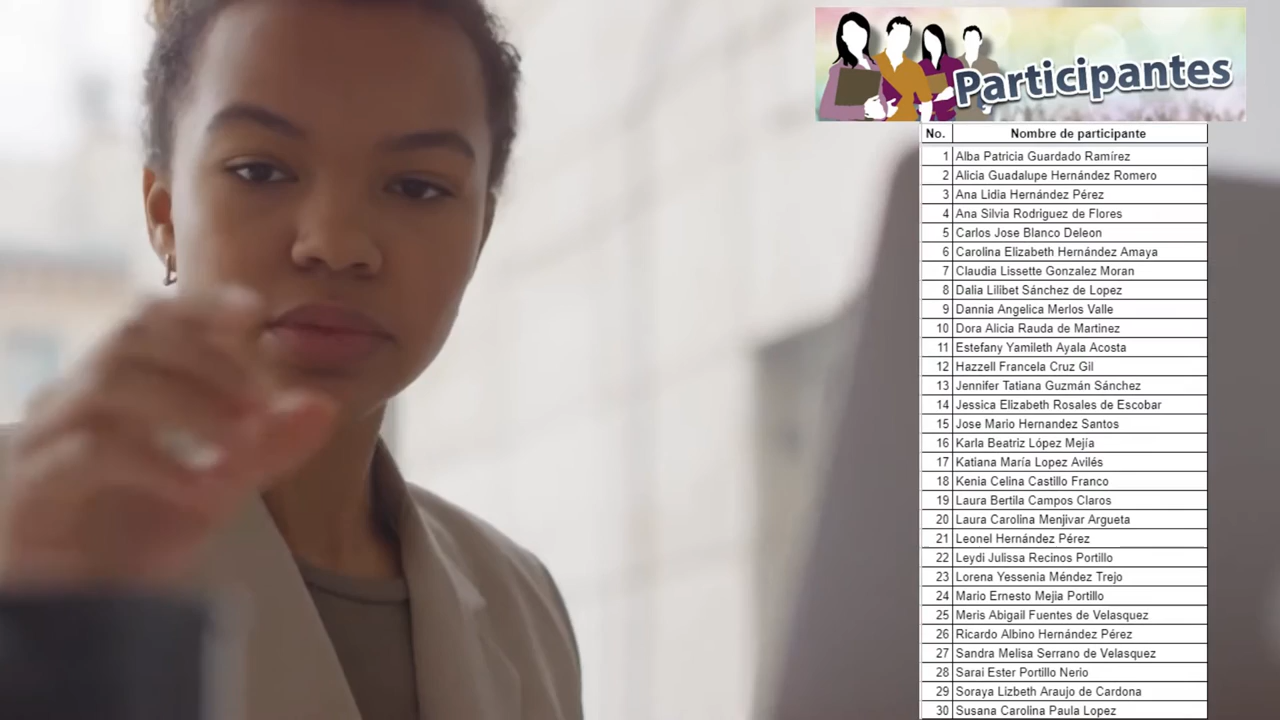 Participantes
No. Nombre de participante
1 Alba Patricia Guardado Ramírez
2 Alicia Guadalupe Hernández Romero
3 Ana Lidia Hernández Pérez
4 Ana Silvia Rodriguez de Flores
5 Carlos Jose Blanco Deleon
6 Carolina Elizabeth Hernández Amaya
7 Claudia Lissette Gonzalez Moran
8 Dalia Lilibet Sánchez de Lopez
9 Dannia Angelica Merlos Valle
10 Dora Alicia Rauda de Martinez
11 Estefany Yamileth Ayala Acosta
12 Hazzell Francela Cruz Gil
13 Jennifer Tatiana Guzmán Sánchez
14 Jessica Elizabeth Rosales de Escobar
15 Jose Mario Hernandez Santos
16 Karla Beatriz López Mejía
17 Katiana María Lopez Avilés
18 Kenia Celina Castillo Franco
19 Laura Bertila Campos Claros
20 Laura Carolina Menjivar Argueta
21 Leonel Hernández Pérez
22 Leydi Julissa Recinos Portillo
23 Lorena Yessenia Méndez Trejo
24 Mario Ernesto Mejia Portillo
25 Meris Abigail Fuentes de Velasquez
26 Ricardo Albino Hernández Pérez
27 Sandra Melisa Serrano de Velasquez
28 Sarai Ester Portillo Nerio
29 Soraya Lizbeth Araujo de Cardona
30 Susana Carolina Paula Lopez